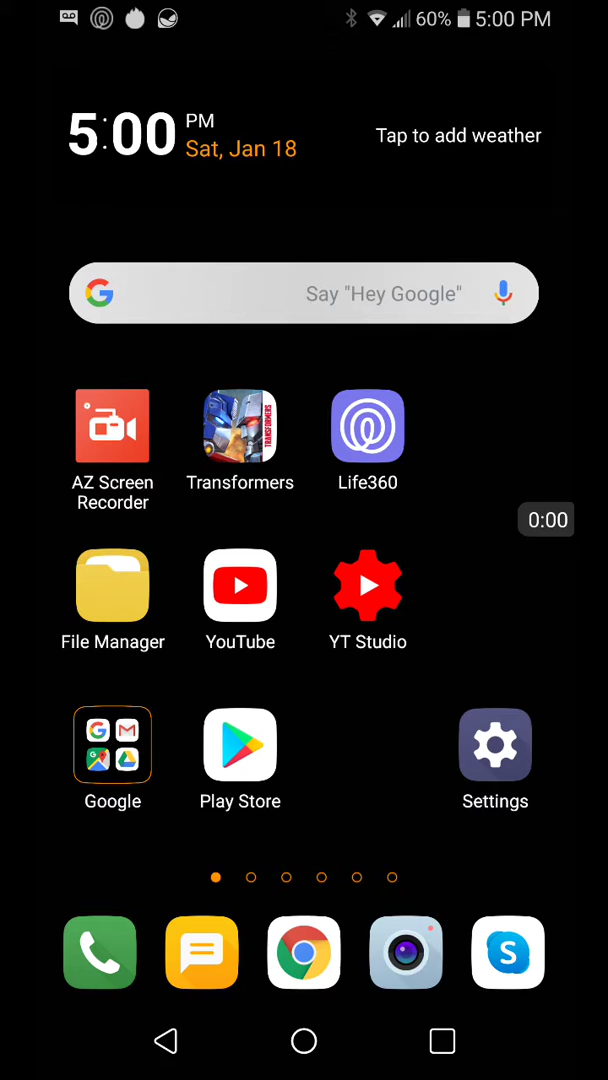 60% 5:00 PM
5:00 PM
Sat, Jan 18
Tap to add weather
Say "Hey Google"
AZ Screen
Recorder
Transformers
Life360
0:00
File Manager
YouTube
YT Studio
Google
Play Store
Settings